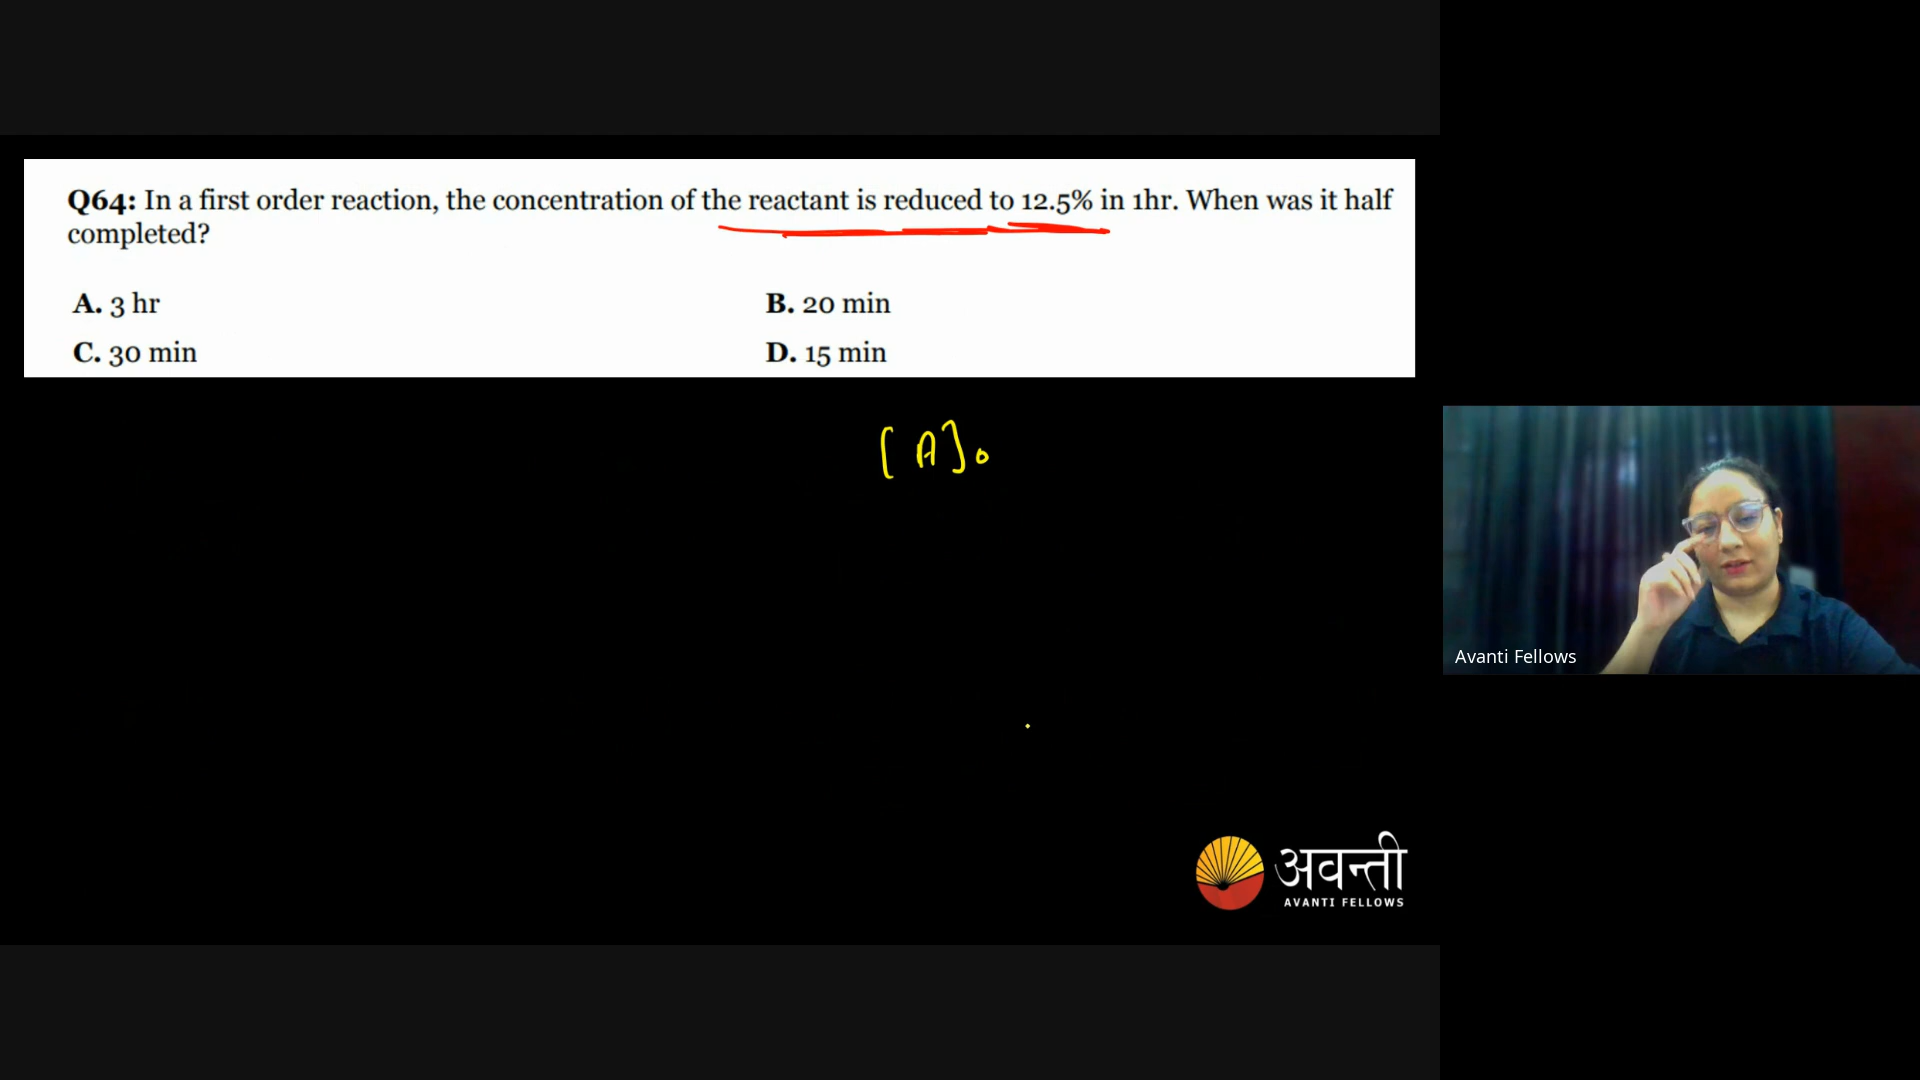 Q64: In a first order reaction, the concentration of the reactant is reduced to 12.5% in 1hr. When was it half
completed?
A. 3 hr
B. 20 min
C. 30 min
D. 15 min
[A]₀
Avanti Fellows
अवन्ती
AVANTI FELLOWS